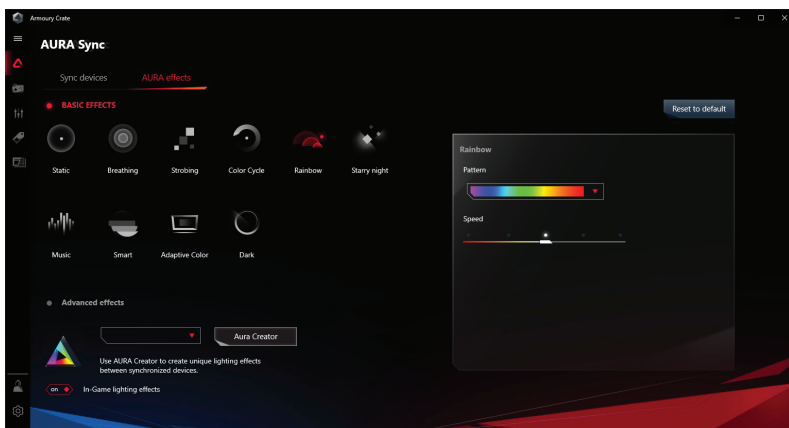 Armoury Crate
AURA Sync
Sync devices
AURA effects
BASIC EFFECTS
Reset to default
Static
Breathing
Strobing
Color Cycle
Rainbow
Starry night
Music
Smart
Adaptive Color
Dark
Rainbow
Pattern
Speed
Advanced effects
Aura Creator
Use AURA Creator to create unique lighting effects
between synchronized devices.
on
In-Game lighting effects